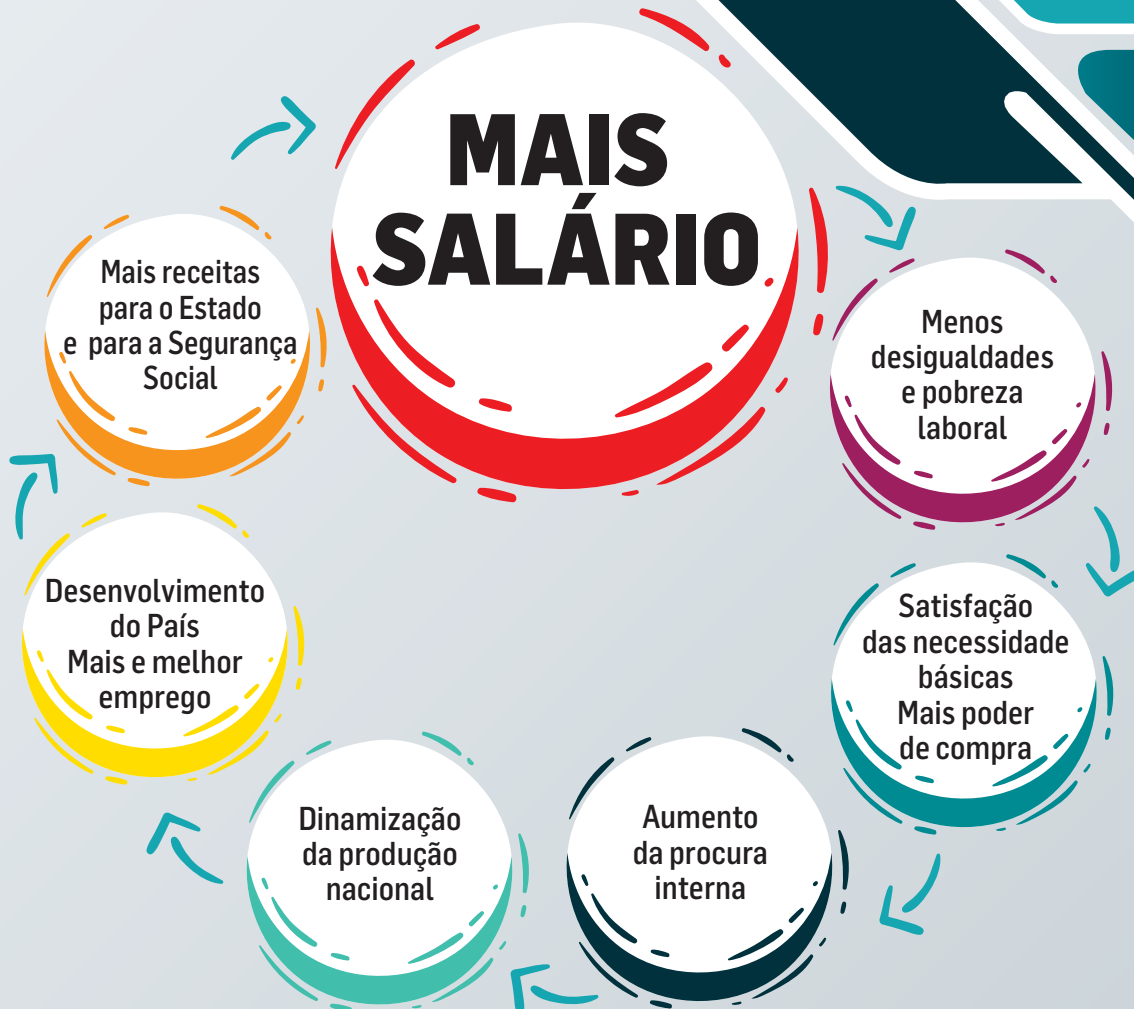 MAIS
SALÁRIO
Menos
desigualdades
e pobreza
laboral
Satisfação
das necessidade
básicas
Mais poder
de compra
Aumento
da procura
interna
Dinamização
da produção
nacional
Desenvolvimento
do País
Mais e melhor
emprego
Mais receitas
para o Estado
e para a Segurança
Social